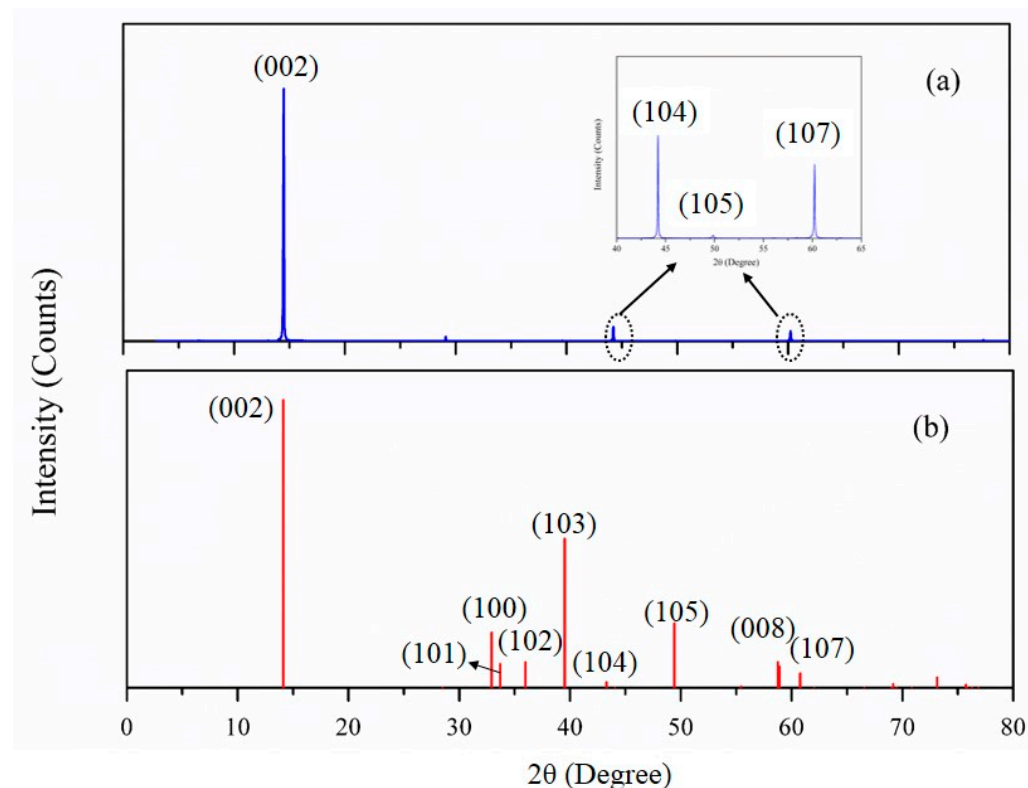 Intensity (Counts)
(002)
(a)
(104)
(107)
(105)
Intensity (Counts)
40 45 50 55 60 65
2θ (Degree)
(b)
(002)
(103)
(100)
(105)
(101)
(102)
(008)
(104)
(107)
0 10 20 30 40 50 60 70 80
2θ (Degree)